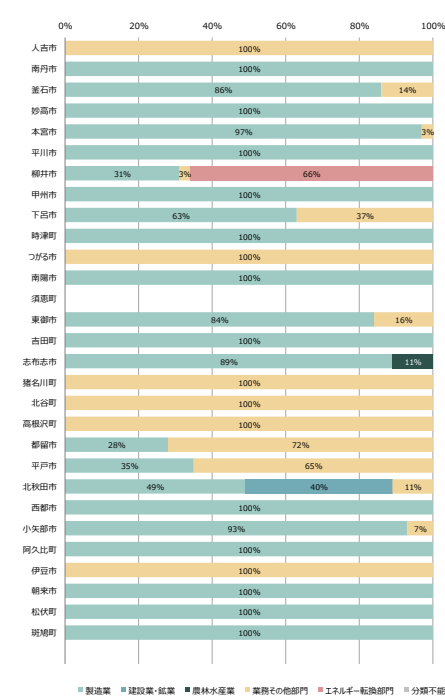 0% 20% 40% 60% 80% 100%
人吉市 100%
南丹市 100%
釜石市 86% 14%
妙高市 100%
本宮市 97% 3%
平川市 100%
柳井市 31% 3% 66%
甲州市 100%
下呂市 63% 37%
時津町 100%
つがる市 100%
南陽市 100%
須恵町
東御市 84% 16%
吉田町 100%
志布志市 89% 11%
猪名川町 100%
北谷町 100%
高根沢町 100%
都留市 28% 72%
平戸市 35% 65%
北秋田市 49% 40% 11%
西都市 100%
小矢部市 93% 7%
阿久比町 100%
伊豆市 100%
朝来市 100%
松伏町 100%
斑鳩町 100%
製造業 建設業・鉱業 農林水産業 業務その他部門 エネルギー転換部門 分類不能